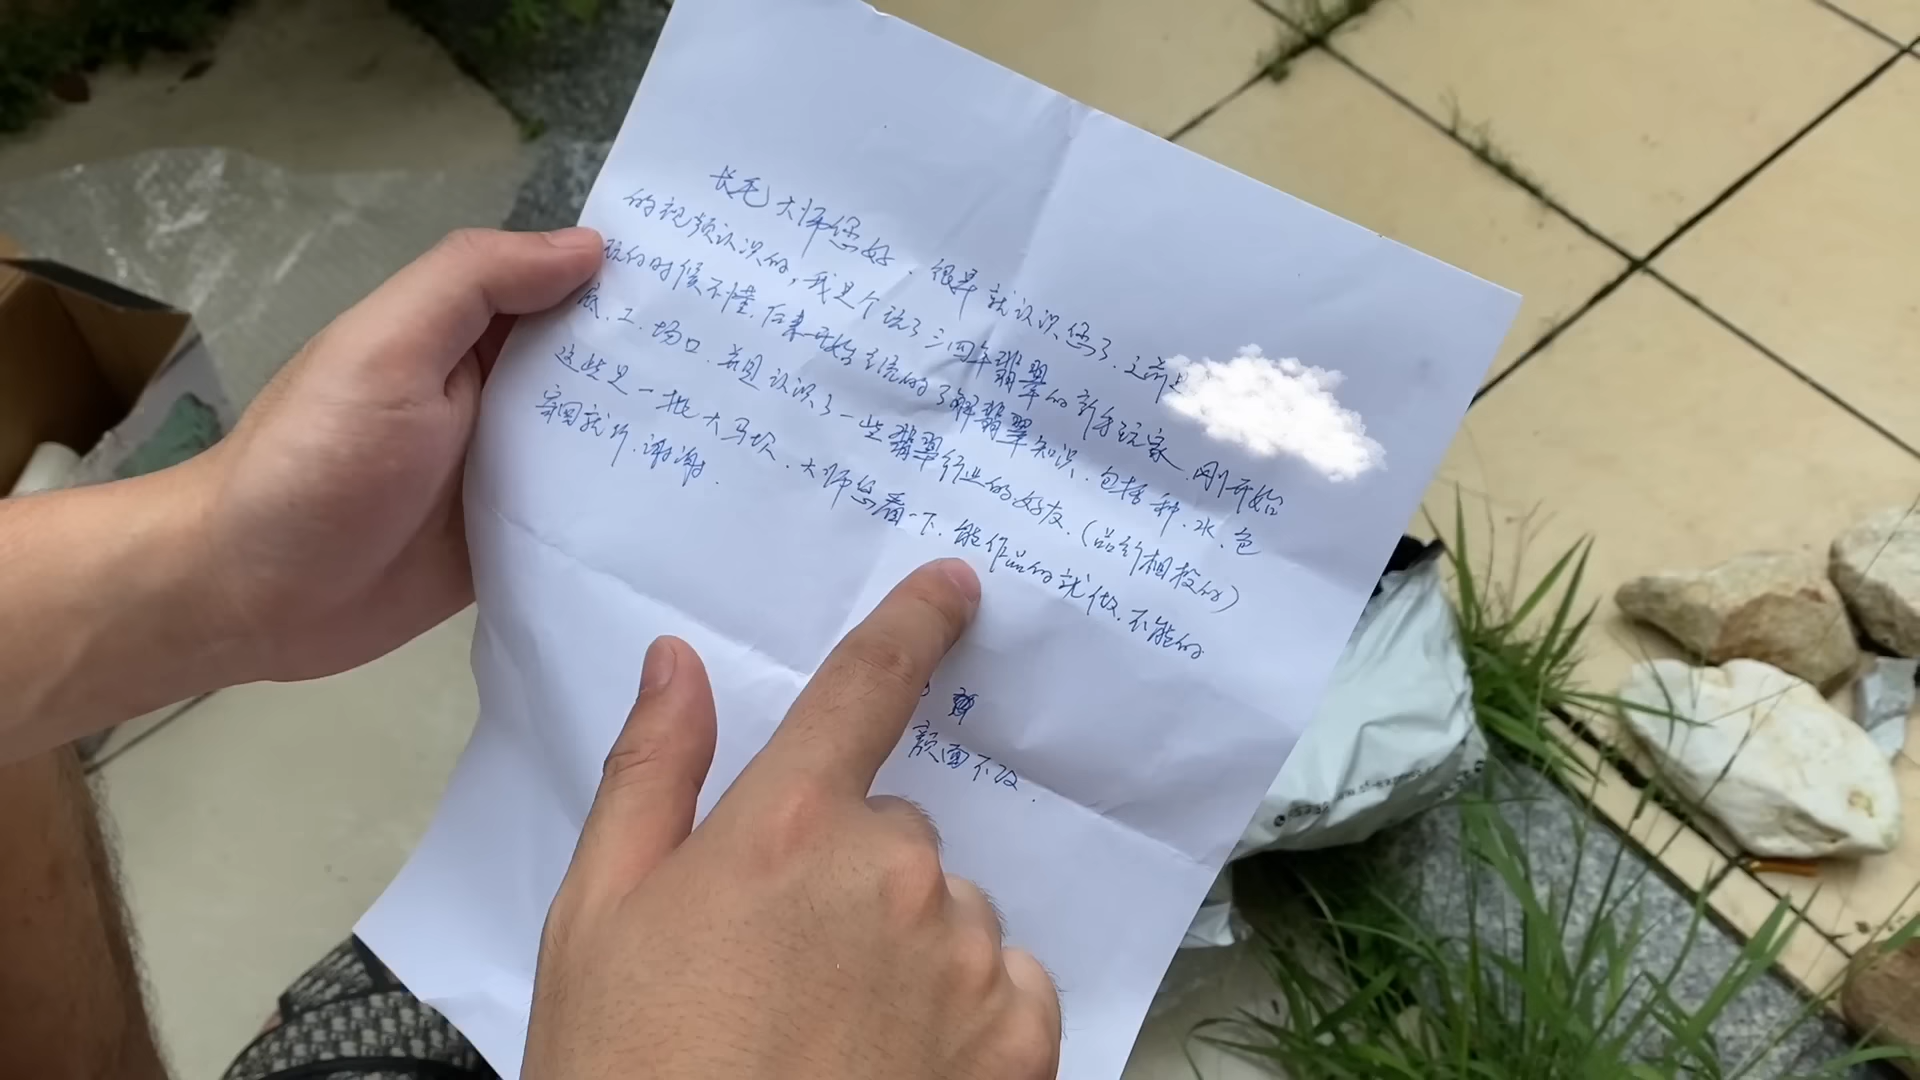 长毛大师您好、很早就认识您了.之前是
的视频认识的,我是个玩了三四年翡翠的新手玩家.刚开始
玩的时候不懂.后来开始系统的了解翡翠知识.包括种.水.色
底.工.场口.并且认识了一些翡翠行业的好友.(品行相投的)
这些是一批大马坎.大师您看一下.能作品的就做.不能的
寄回就行.谢谢.
颜面不改.